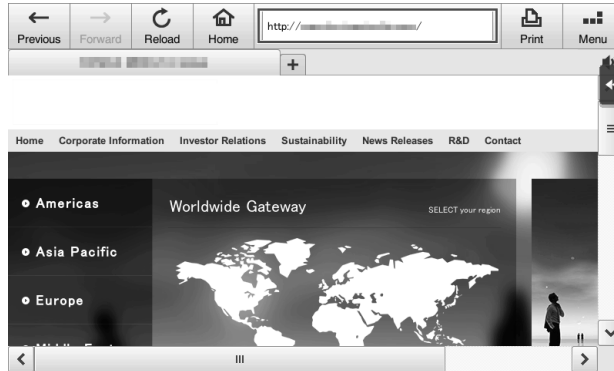 Previous Forward Reload Home http:// / Print Menu
+
Home Corporate Information Investor Relations Sustainability News Releases R&D Contact
Americas
Worldwide Gateway
SELECT your region
Asia Pacific
Europe